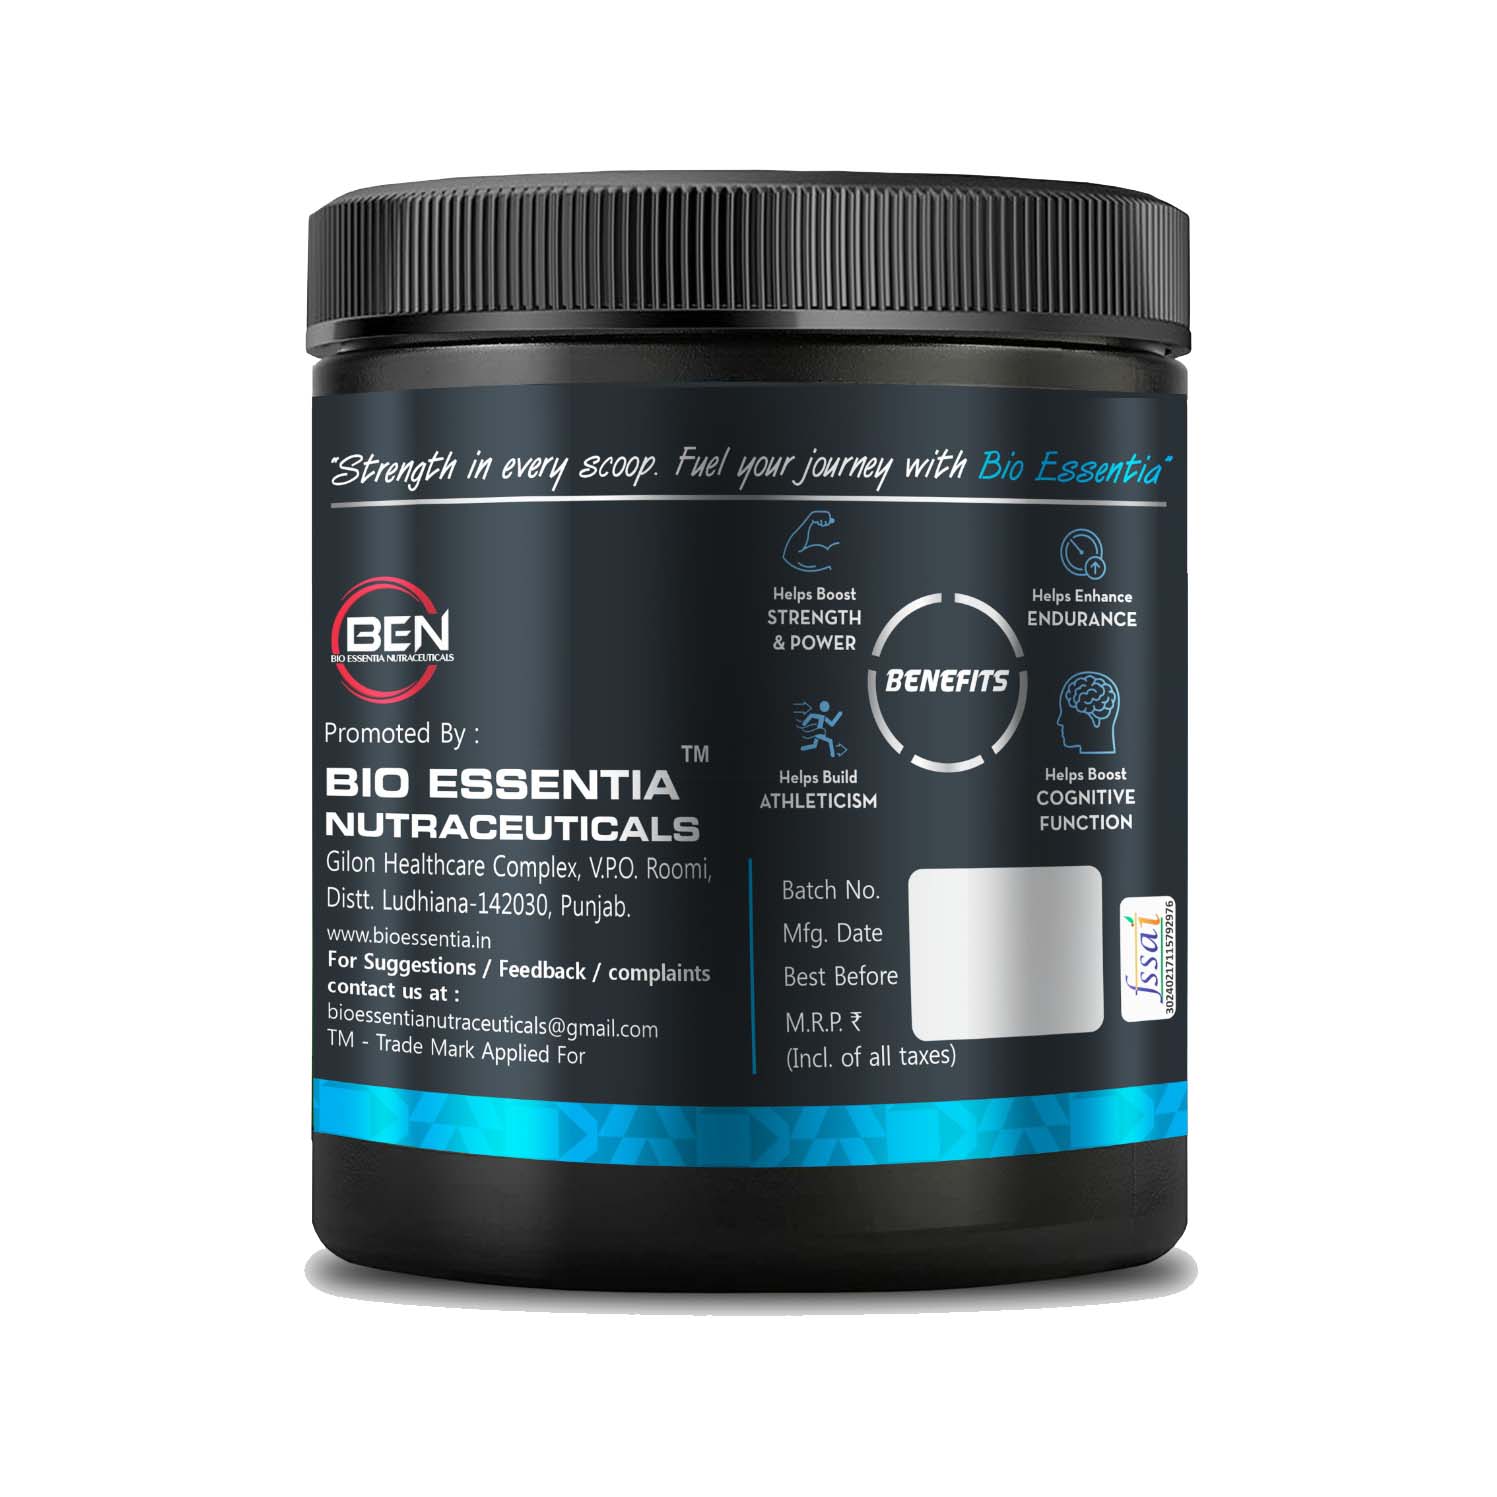 "Strength in every scoop. Fuel your journey with Bio Essentia"
BEN
BIO ESSENTIA NUTRACEUTICALS
Promoted By :
BIO ESSENTIA TM
NUTRACEUTICALS
Gilon Healthcare Complex, V.P.O. Roomi,
Distt. Ludhiana-142030, Punjab.
www.bioessentia.in
For Suggestions / Feedback / complaints
contact us at :
bioessentianutraceuticals@gmail.com
TM - Trade Mark Applied For
Helps Boost
STRENGTH
& POWER
Helps Enhance
ENDURANCE
BENEFITS
Helps Build
ATHLETICISM
Helps Boost
COGNITIVE
FUNCTION
Batch No.
Mfg. Date
Best Before
M.R.P. ₹
(Incl. of all taxes)
fssai
30240217115792976